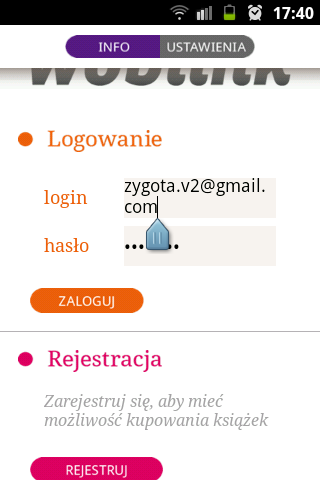 17:40
INFO USTAWIENIA
Logowanie
login zygota.v2@gmail.
com
hasło
ZALOGUJ
Rejestracja
Zarejestruj się, aby mieć
możliwość kupowania książek
REJESTRUJ